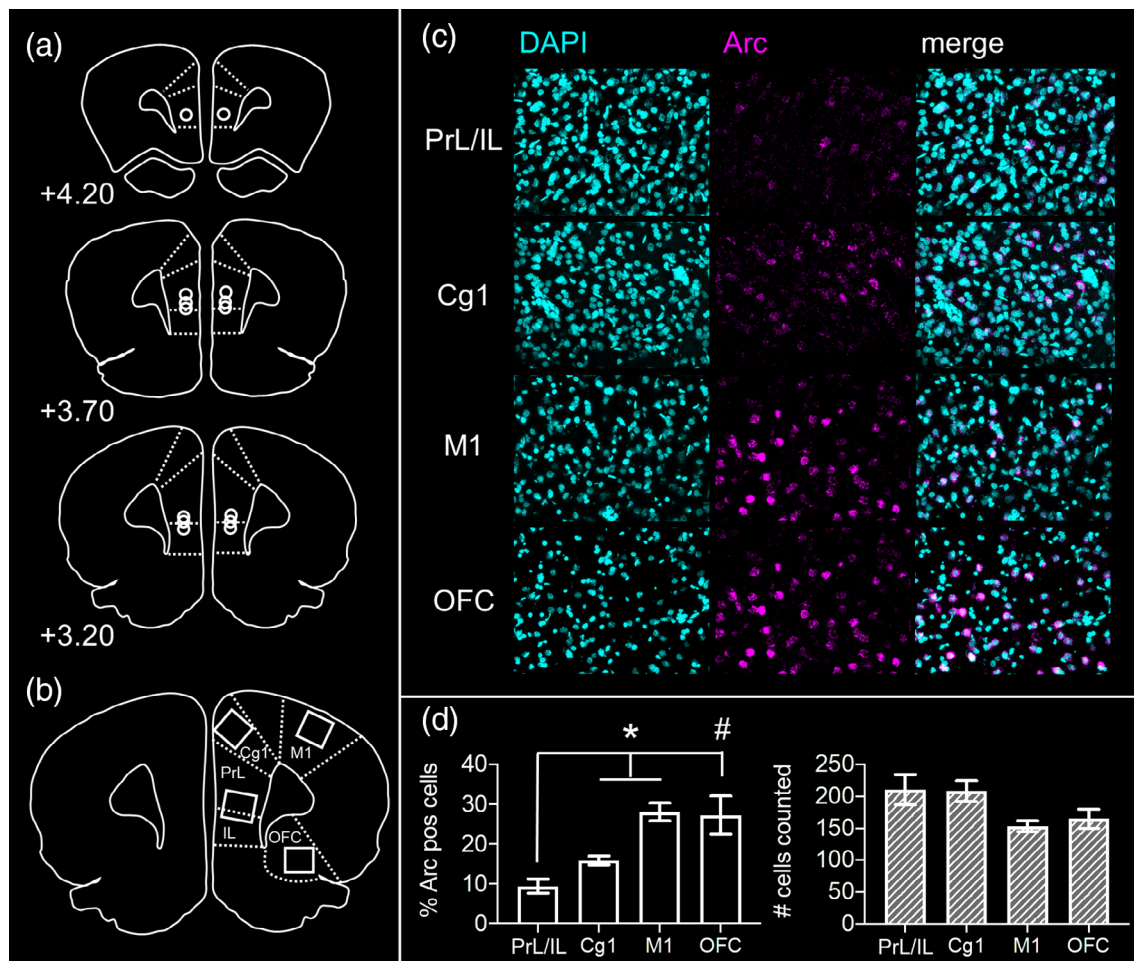 (a)
+4.20
+3.70
+3.20
(b)
Cg1
M1
PrL
IL
OFC
(c)
DAPI Arc merge
PrL/IL
Cg1
M1
OFC
(d)
* #
% Arc pos cells
40
30
20
10
0
PrL/IL Cg1 M1 OFC
# cells counted
250
200
150
100
50
0
PrL/IL Cg1 M1 OFC